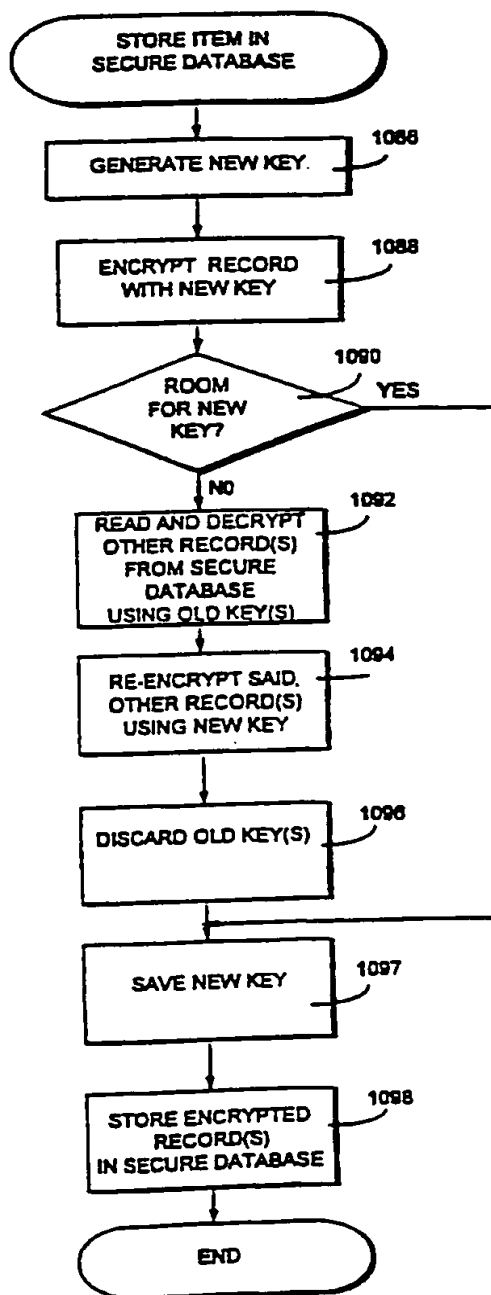 STORE ITEM IN
SECURE DATABASE
1086
GENERATE NEW KEY.
1088
ENCRYPT RECORD
WITH NEW KEY
1090
ROOM
FOR NEW
KEY?
YES
NO
1092
READ AND DECRYPT
OTHER RECORD(S)
FROM SECURE
DATABASE
USING OLD KEY(S)
1094
RE-ENCRYPT SAID.
OTHER RECORD(S)
USING NEW KEY
1096
DISCARD OLD KEY(S)
1097
SAVE NEW KEY
1098
STORE ENCRYPTED
RECORD(S)
IN SECURE DATABASE
END